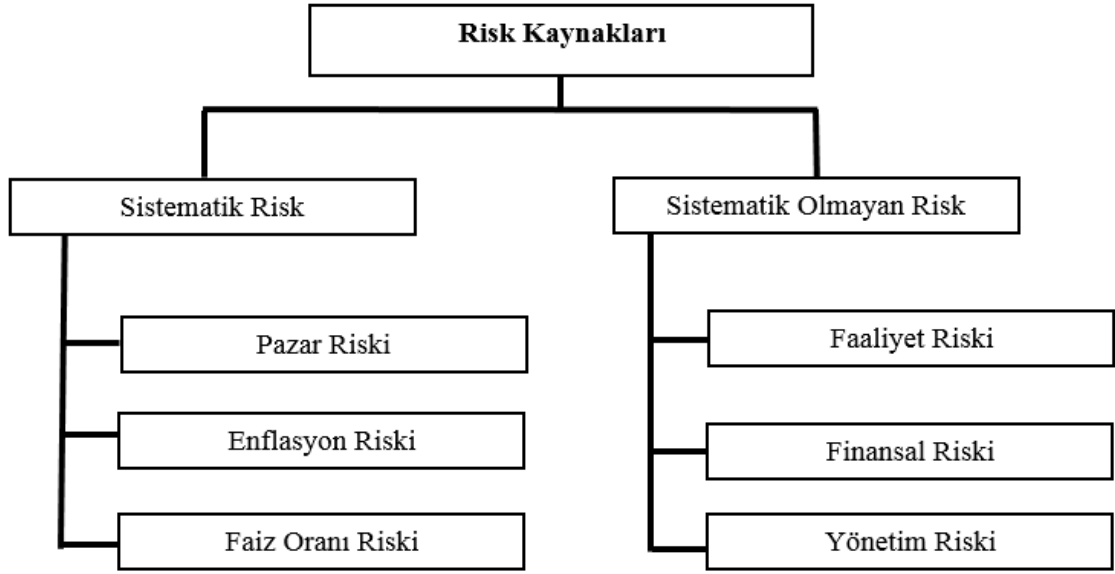 Risk Kaynakları
Sistematik Risk
Pazar Riski
Enflasyon Riski
Faiz Oranı Riski
Sistematik Olmayan Risk
Faaliyet Riski
Finansal Riski
Yönetim Riski